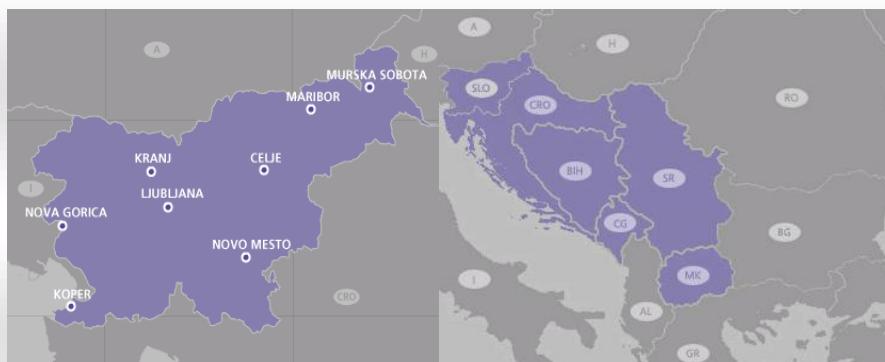 A
H
MURSKA SOBOTA
MARIBOR
KRANJ
CELJE
I
LJUBLJANA
NOVA GORICA
NOVO MESTO
KOPER
CRO
A
H
SLO
CRO
RO
BIH
SR
CG
BG
I
MK
AL
GR